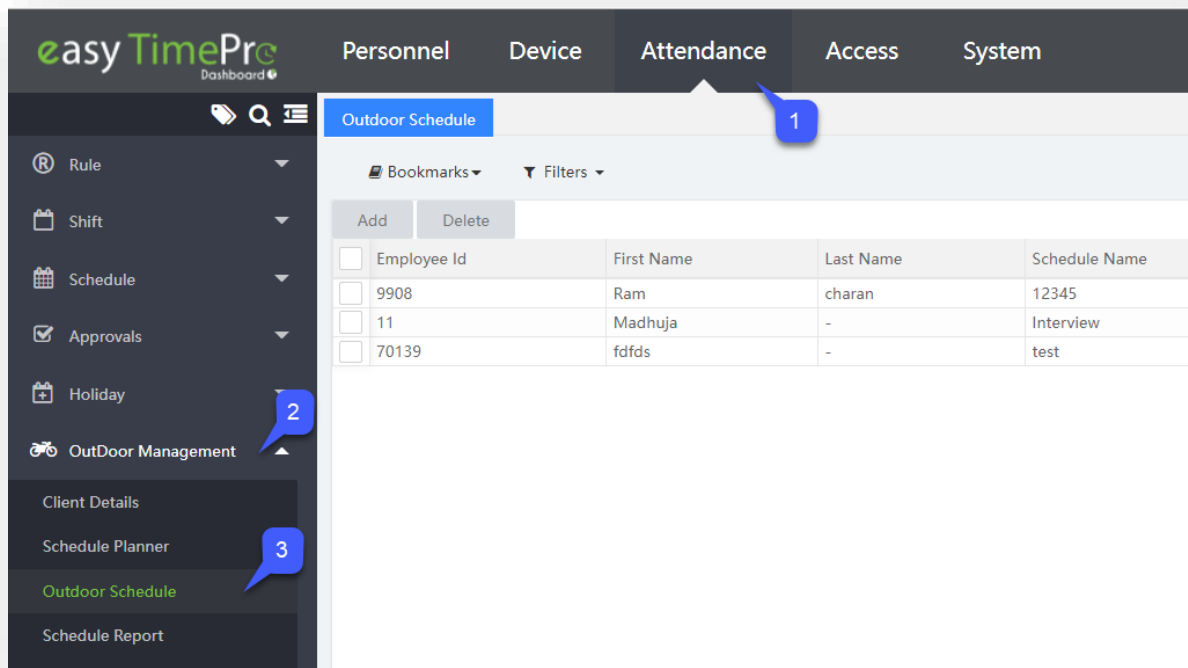 easy TimePro
Dashboard
Personnel Device Attendance Access System
1
Outdoor Schedule
Bookmarks Filters
Add Delete
Employee Id First Name Last Name Schedule Name
9908 Ram charan 12345
11 Madhuja - Interview
70139 fdfds - test
R Rule
Shift
Schedule
Approvals
Holiday
2
OutDoor Management
Client Details
Schedule Planner
3
Outdoor Schedule
Schedule Report